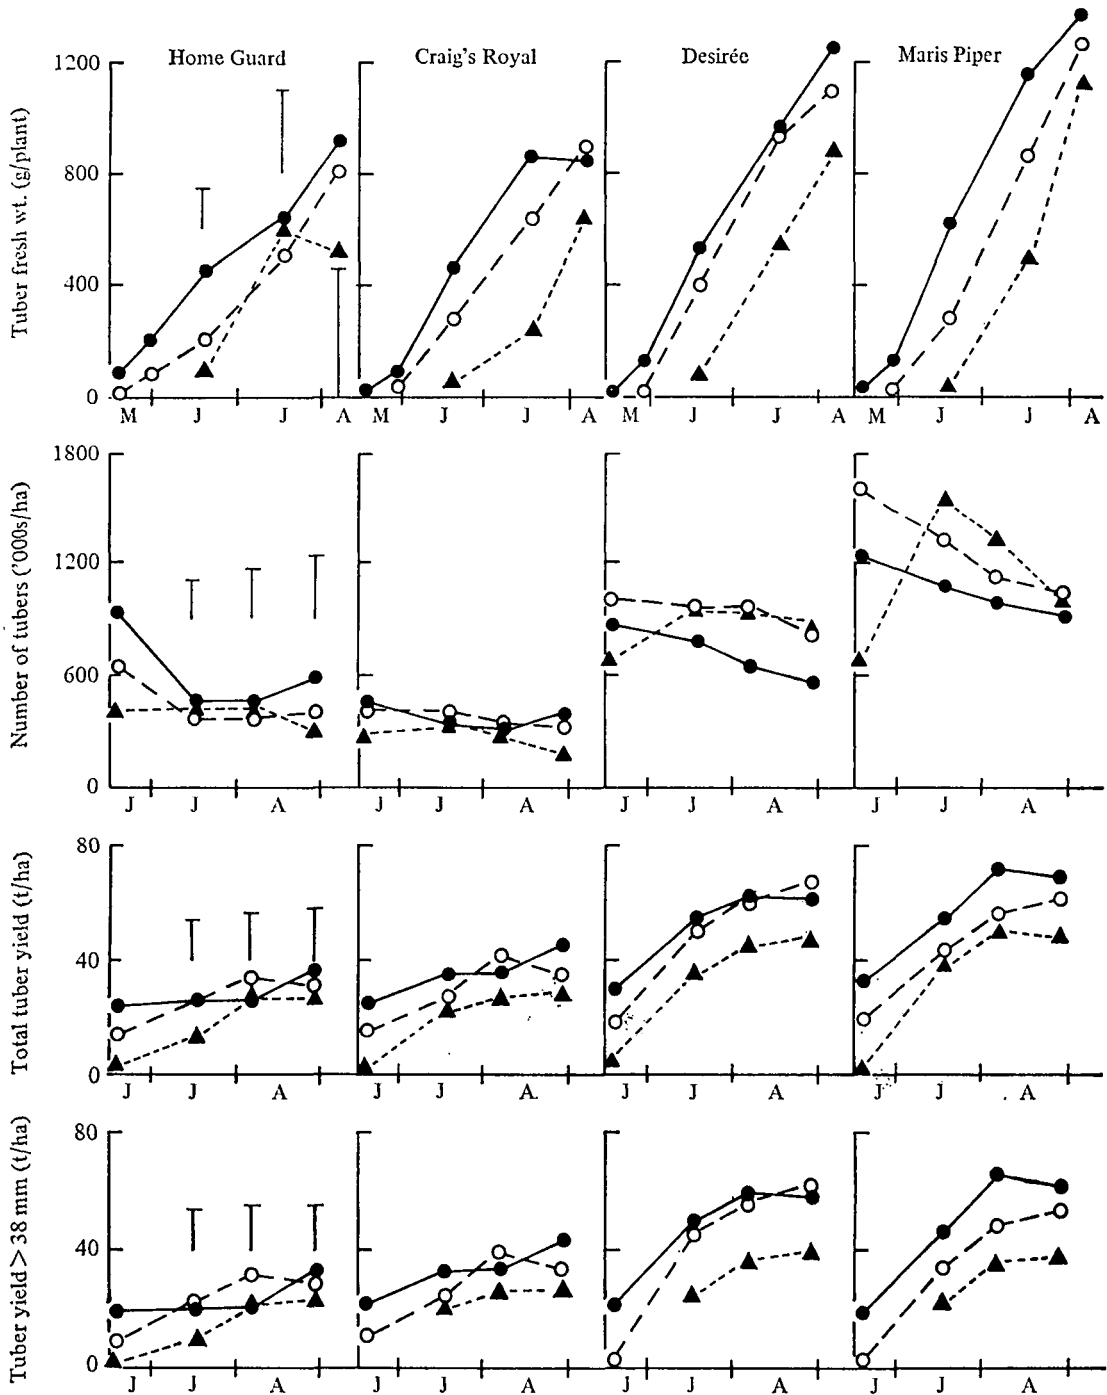 Home Guard Craig's Royal Desirée Maris Piper
Tuber fresh wt. (g/plant)
1200
800
400
0
M J J A M J J A M J J A M J J A
Number of tubers ('000s/ha)
1800
1200
600
0
J J A J J A J J A J J A
Total tuber yield (t/ha)
80
40
0
J J A J J A. J J A J J A
Tuber yield > 38 mm (t/ha)
80
40
0
J J A J J A J J A J J A